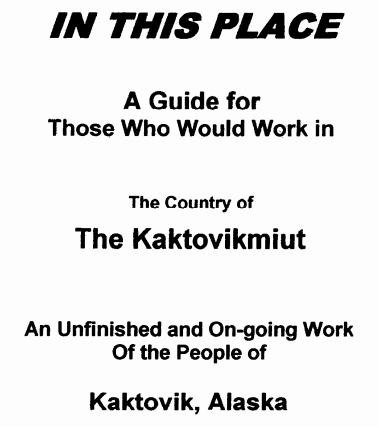 IN THIS PLACE
A Guide for
Those Who Would Work in
The Country of
The Kaktovikmiut
An Unfinished and On-going Work
Of the People of
Kaktovik, Alaska